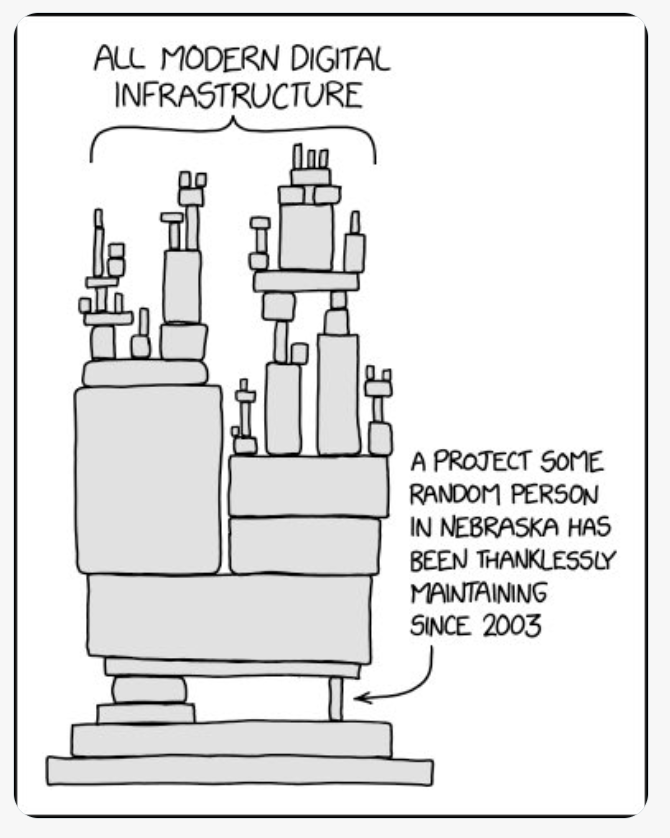 ALL MODERN DIGITAL
INFRASTRUCTURE
A PROJECT SOME
RANDOM PERSON
IN NEBRASKA HAS
BEEN THANKLESSLY
MAINTAINING
SINCE 2003